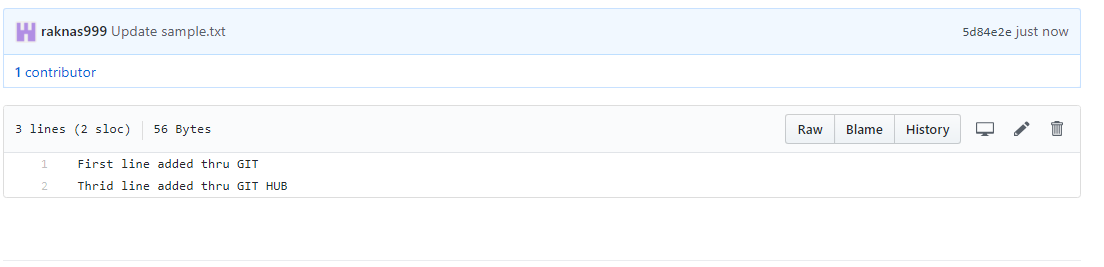 raknas999 Update sample.txt 5d84e2e just now
1 contributor
3 lines (2 sloc) 56 Bytes Raw Blame History
1 First line added thru GIT
2 Thrid line added thru GIT HUB